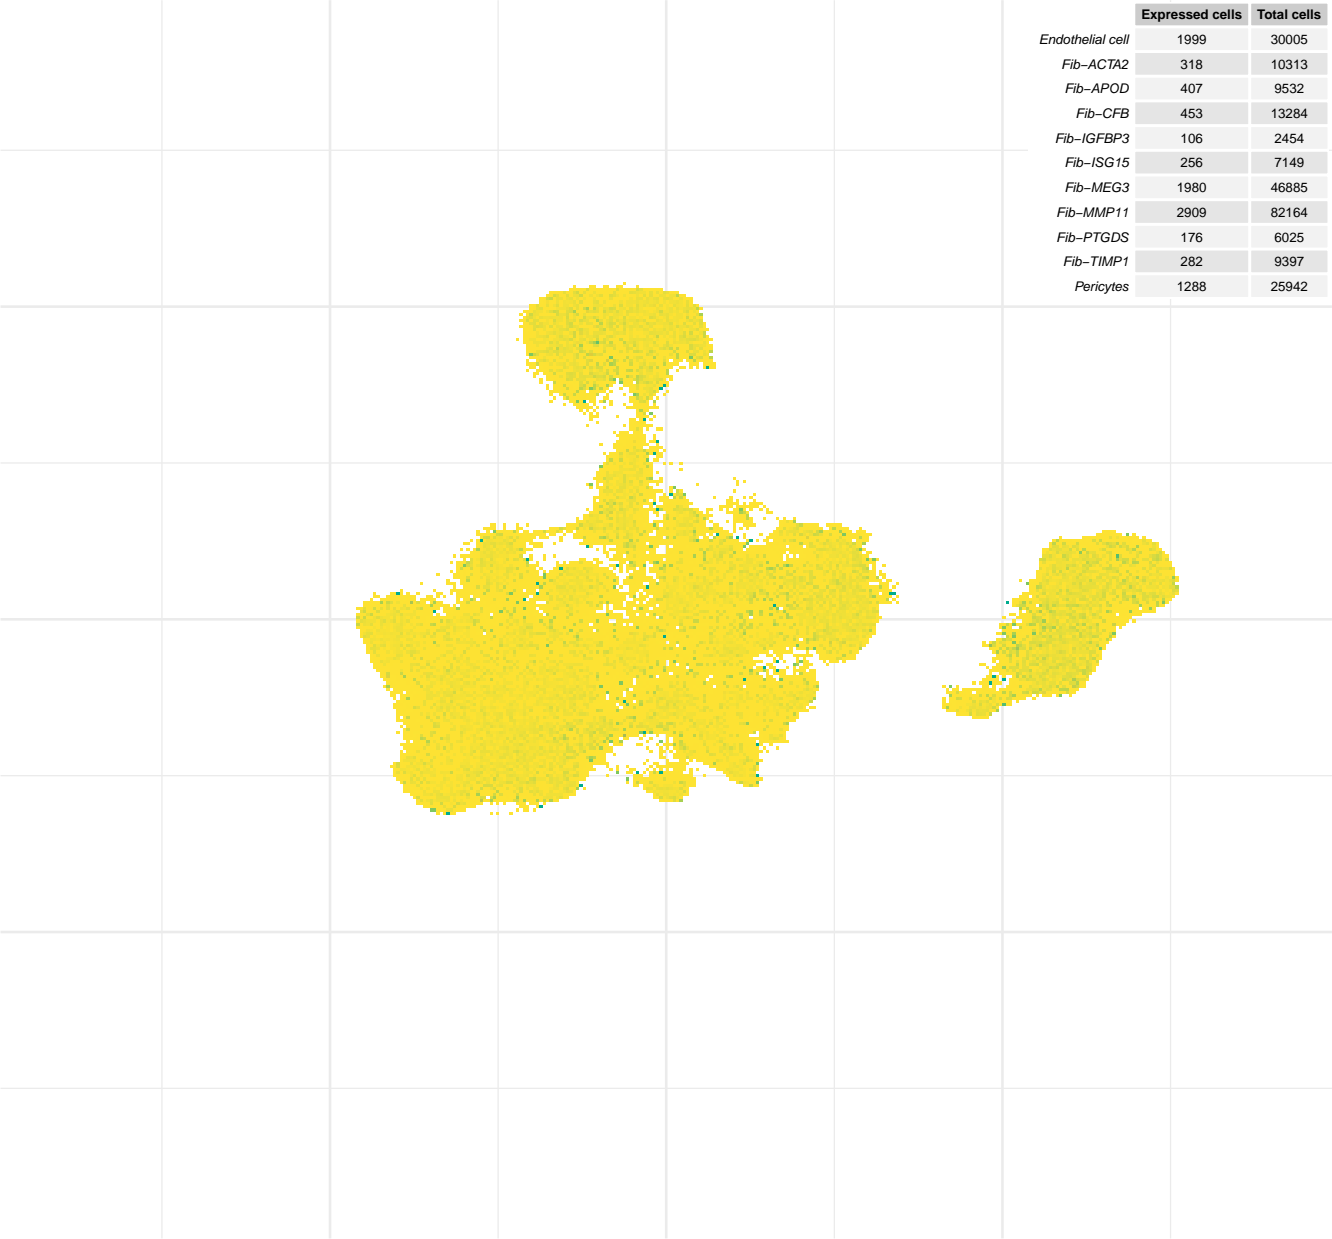 Expressed cells Total cells
Endothelial cell 1999 30005
Fib−ACTA2 318 10313
Fib−APOD 407 9532
Fib−CFB 453 13284
Fib−IGFBP3 106 2454
Fib−ISG15 256 7149
Fib−MEG3 1980 46885
Fib−MMP11 2909 82164
Fib−PTGDS 176 6025
Fib−TIMP1 282 9397
Pericytes 1288 25942